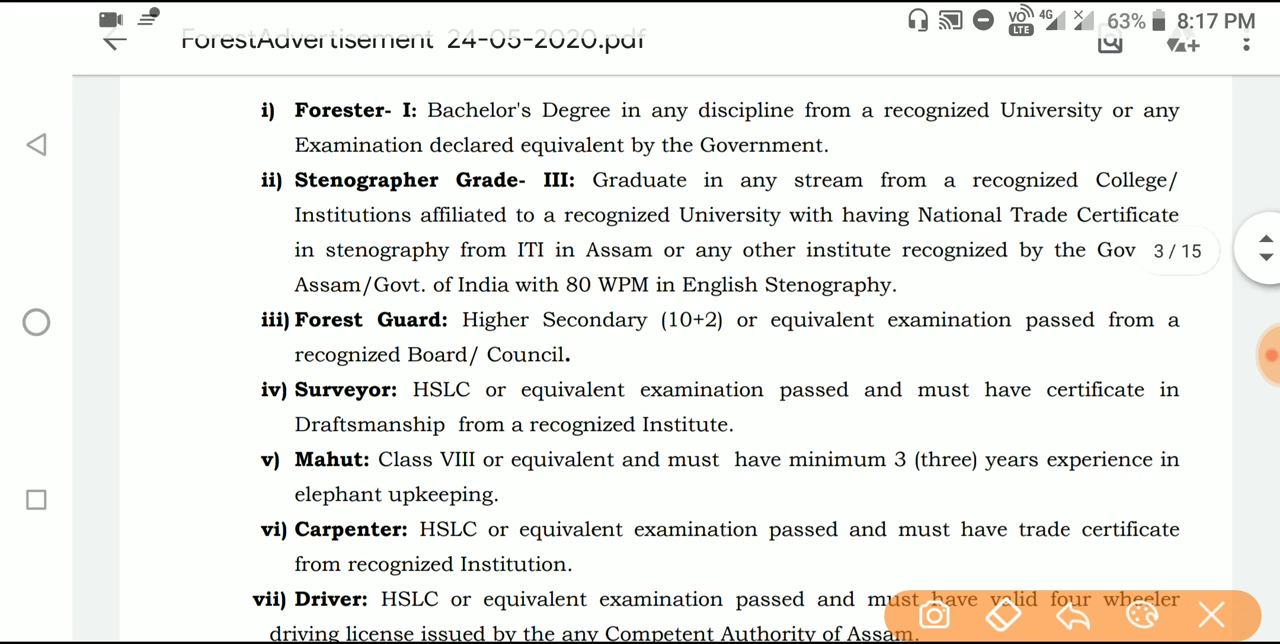 VO)) 4G LTE 63% 8:17 PM
ForestAdvertisement 24-05-2020.pdf
i) Forester- I: Bachelor's Degree in any discipline from a recognized University or any
Examination declared equivalent by the Government.
ii) Stenographer Grade- III: Graduate in any stream from a recognized College/
Institutions affiliated to a recognized University with having National Trade Certificate
in stenography from ITI in Assam or any other institute recognized by the Gov
3 / 15
Assam/Govt. of India with 80 WPM in English Stenography.
iii) Forest Guard: Higher Secondary (10+2) or equivalent examination passed from a
recognized Board/ Council.
iv) Surveyor: HSLC or equivalent examination passed and must have certificate in
Draftsmanship from a recognized Institute.
v) Mahut: Class VIII or equivalent and must have minimum 3 (three) years experience in
elephant upkeeping.
vi) Carpenter: HSLC or equivalent examination passed and must have trade certificate
from recognized Institution.
vii) Driver: HSLC or equivalent examination passed and must have valid four wheeler
driving license issued by the any Competent Authority of Assam.